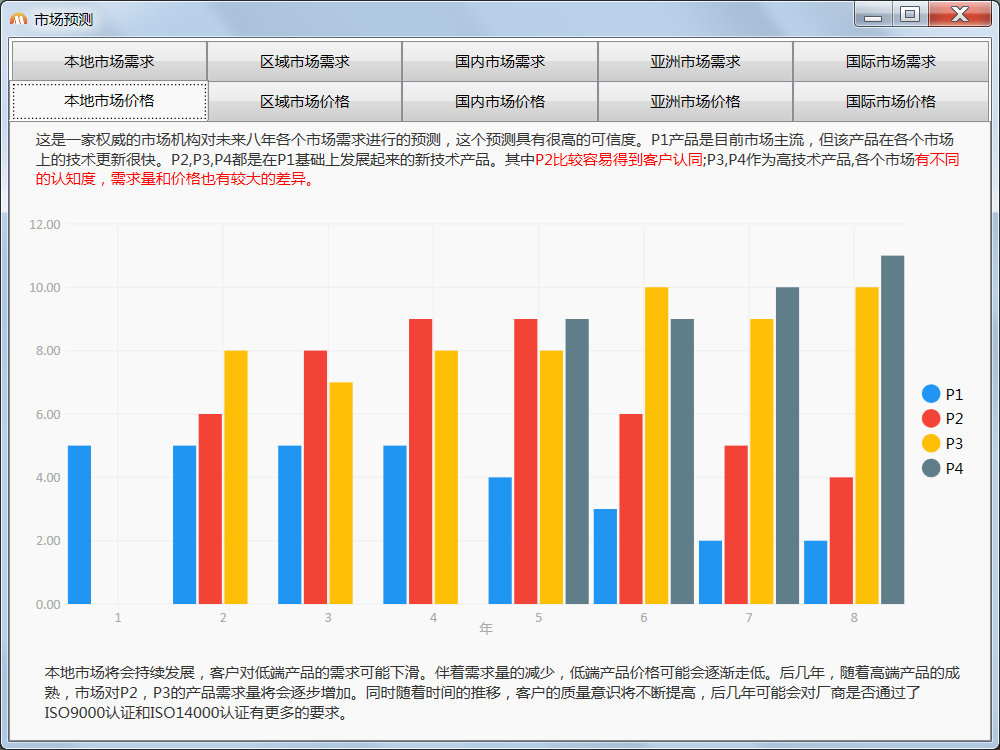 市场预测
本地市场需求 区域市场需求 国内市场需求 亚洲市场需求 国际市场需求
本地市场价格 区域市场价格 国内市场价格 亚洲市场价格 国际市场价格
这是一家权威的市场机构对未来八年各个市场需求进行的预测，这个预测具有很高的可信度。P1产品是目前市场主流，但该产品在各个市场
上的技术更新很快。P2,P3,P4都是在P1基础上发展起来的新技术产品。其中P2比较容易得到客户认同;P3,P4作为高技术产品,各个市场有不同
的认知度，需求量和价格也有较大的差异。
12.00
10.00
8.00
6.00
4.00
2.00
0.00
1 2 3 4 5 6 7 8
年
P1
P2
P3
P4
本地市场将会持续发展，客户对低端产品的需求可能下滑。伴着需求量的减少，低端产品价格可能会逐渐走低。后几年，随着高端产品的成
熟，市场对P2，P3的产品需求量将会逐步增加。同时随着时间的推移，客户的质量意识将不断提高，后几年可能会对厂商是否通过了
ISO9000认证和ISO14000认证有更多的要求。